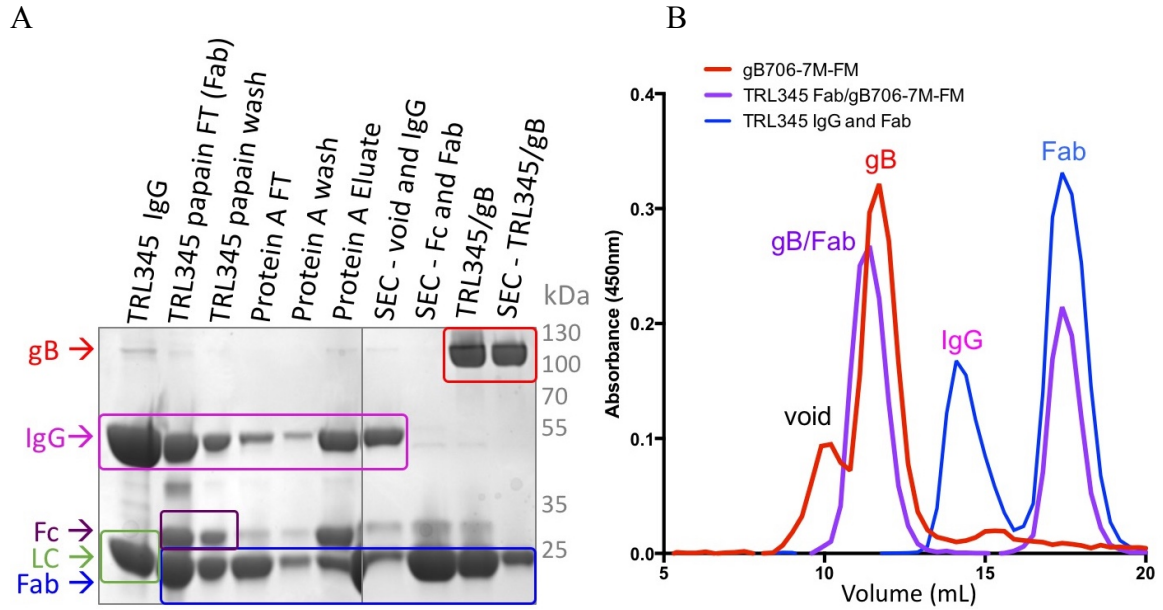 A
TRL345 IgG
TRL345 papain FT (Fab)
TRL345 papain wash
Protein A FT
Protein A wash
Protein A Eluate
SEC - void and IgG
SEC - Fc and Fab
TRL345/gB
SEC - TRL345/gB
kDa
130
100
70
55
35
25
gB →
IgG→
Fc →
LC →
Fab
B
gB706-7M-FM
TRL345 Fab/gB706-7M-FM
TRL345 IgG and Fab
Absorbance (450nm)
0.4
0.3
0.2
0.1
0.0
gB
Fab
gB/Fab
IgG
void
5
10
15
20
Volume (mL)